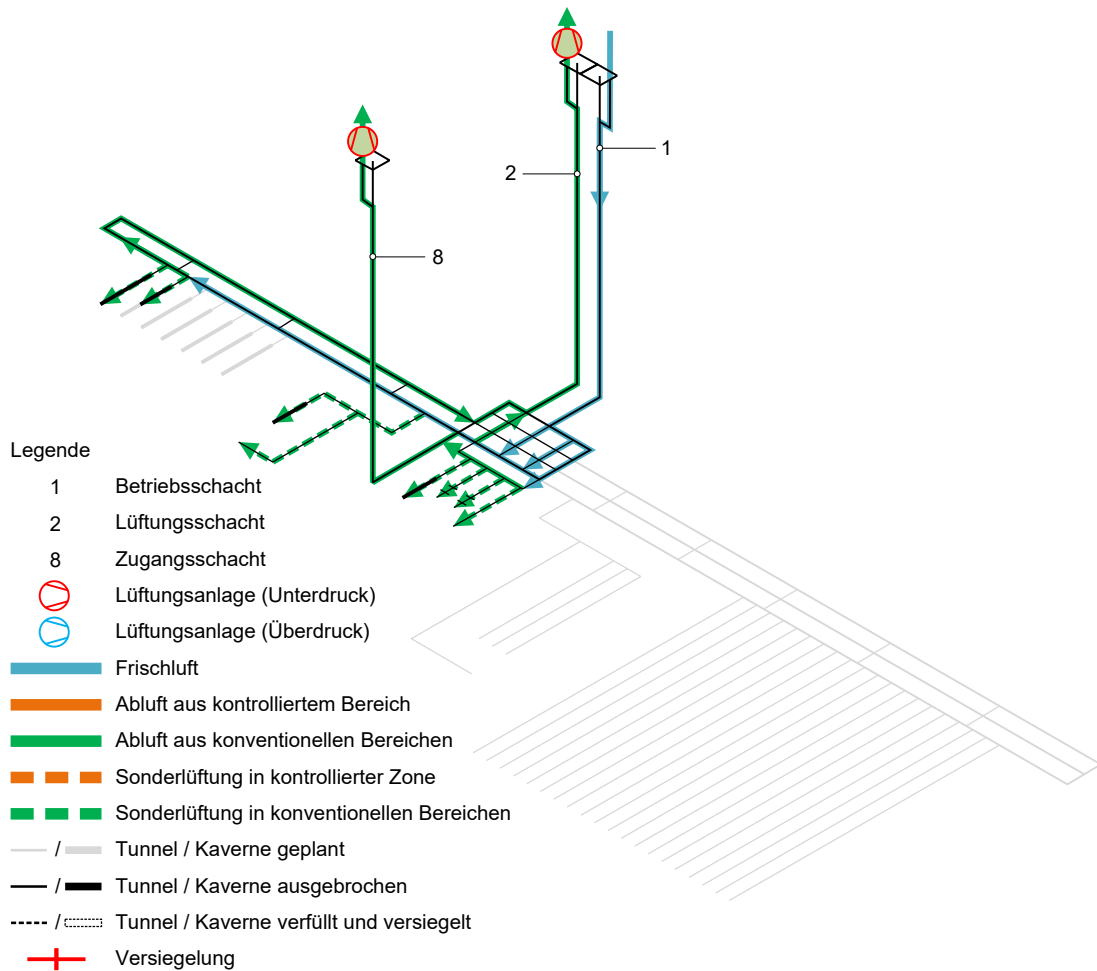 1
2
8
Legende
1 Betriebsschacht
2 Lüftungsschacht
8 Zugangsschacht
Lüftungsanlage (Unterdruck)
Lüftungsanlage (Überdruck)
Frischluft
Abluft aus kontrolliertem Bereich
Abluft aus konventionellen Bereichen
Sonderlüftung in kontrollierter Zone
Sonderlüftung in konventionellen Bereichen
/ Tunnel / Kaverne geplant
/ Tunnel / Kaverne ausgebrochen
/ Tunnel / Kaverne verfüllt und versiegelt
Versiegelung